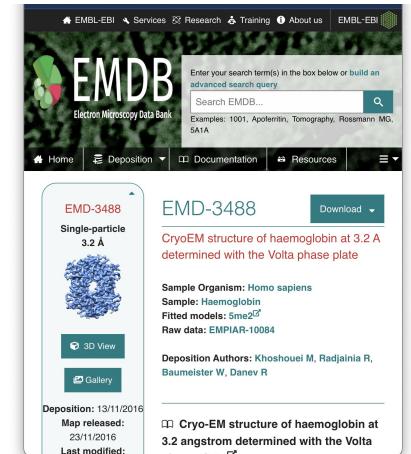 EMBL-EBI Services Research Training About us EMBL-EBI
EMDB
Electron Microscopy Data Bank
Enter your search term(s) in the box below or build an
advanced search query
Search EMDB...
Examples: 1001, Apoferritin, Tomography, Rossmann MG,
5A1A
Home Deposition Documentation Resources
EMD-3488
Single-particle
3.2 Å
3D View
Gallery
Deposition: 13/11/2016
Map released:
23/11/2016
Last modified:
EMD-3488
Download
CryoEM structure of haemoglobin at 3.2 A
determined with the Volta phase plate
Sample Organism: Homo sapiens
Sample: Haemoglobin
Fitted models: 5me2
Raw data: EMPIAR-10084
Deposition Authors: Khoshouei M, Radjainia R,
Baumeister W, Danev R
Cryo-EM structure of haemoglobin at
3.2 angstrom determined with the Volta